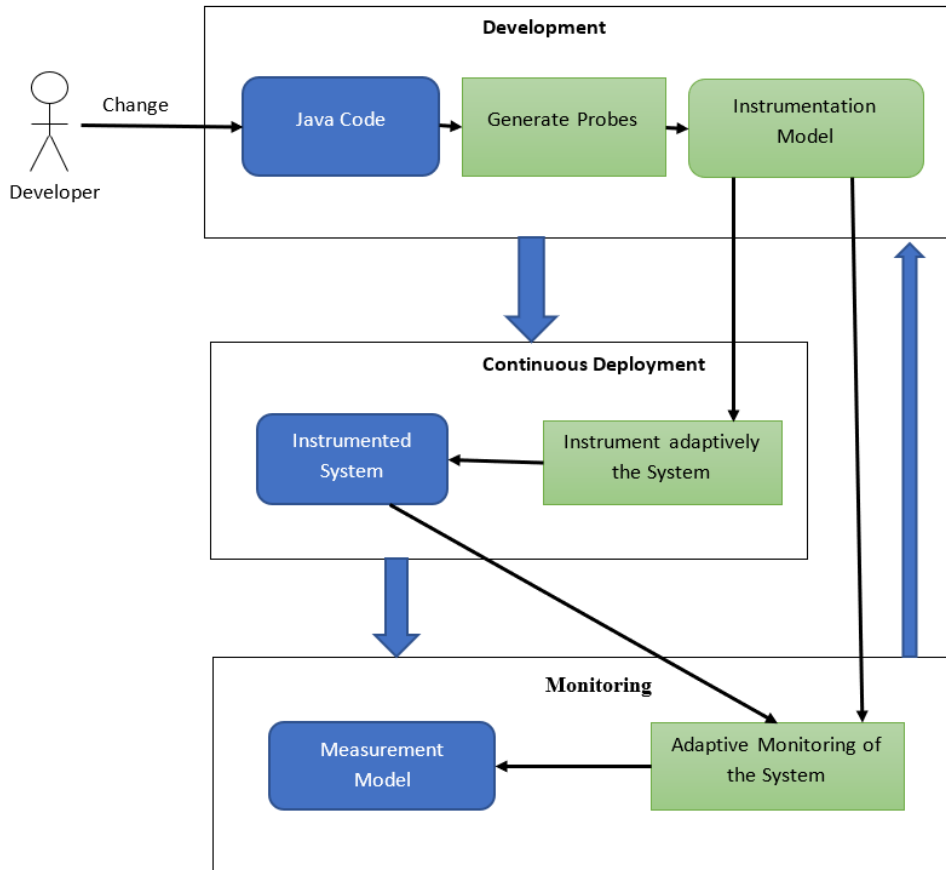 Development
Change
Java Code
Generate Probes
Instrumentation
Model
Developer
Continuous Deployment
Instrumented
System
Instrument adaptively
the System
Monitoring
Measurement
Model
Adaptive Monitoring of
the System